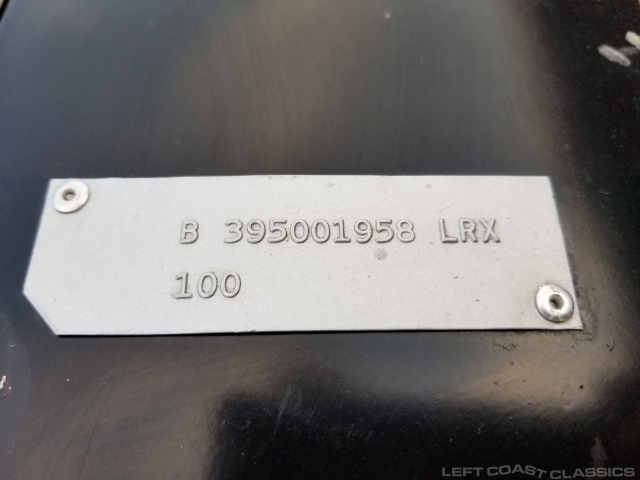 B 395001958 LRX
100
LEFT COAST CLASSICS